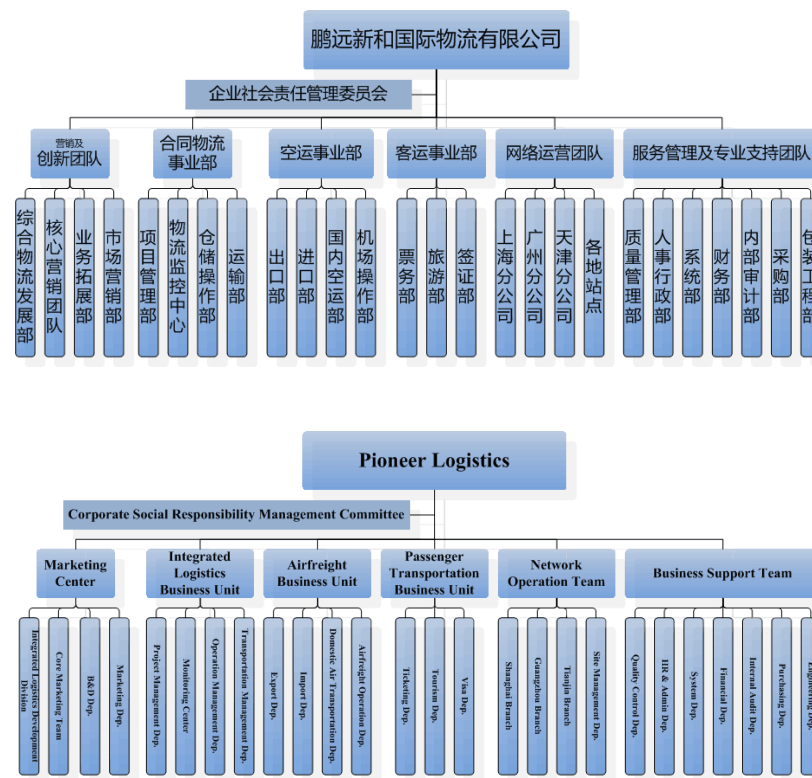 鹏远新和国际物流有限公司
企业社会责任管理委员会
营销及
创新团队
合同物流
事业部
空运事业部
客运事业部
网络运营团队
服务管理及专业支持团队
综合物流发展部
核心营销团队
业务拓展部
市场营销部
项目管理部
物流监控中心
仓储操作部
运输部
出口部
进口部
国内空运部
机场操作部
票务部
旅游部
签证部
上海分公司
广州分公司
天津分公司
各地站点
质量管理部
人事行政部
系统部
财务部
内部审计部
采购部
包装工程部
Pioneer Logistics
Corporate Social Responsibility Management Committee
Marketing
Center
Integrated
Logistics
Business Unit
Airfreight
Business Unit
Passenger
Transportation
Business Unit
Network
Operation Team
Business Support Team
Integrated Logistics Development
Division
Core Marketing Team
B&D Dep.
Marketing Dep.
Project Management Dep.
Monitoring Center
Operation Management Dep.
Transportation Management Dep.
Export Dep.
Import Dep.
Domestic Air Transportation Dep.
Airfreight Operation Dep.
Ticketing Dep.
Tourism Dep.
Visa Dep.
Shanghai Branch
Guangzhou Branch
Tianjin Branch
Site Management Dep.
Quality Control Dep.
HR & Admin Dep.
System Dep.
Financial Dep.
Internal Audit Dep.
Purchasing Dep.
Engineering Dep.